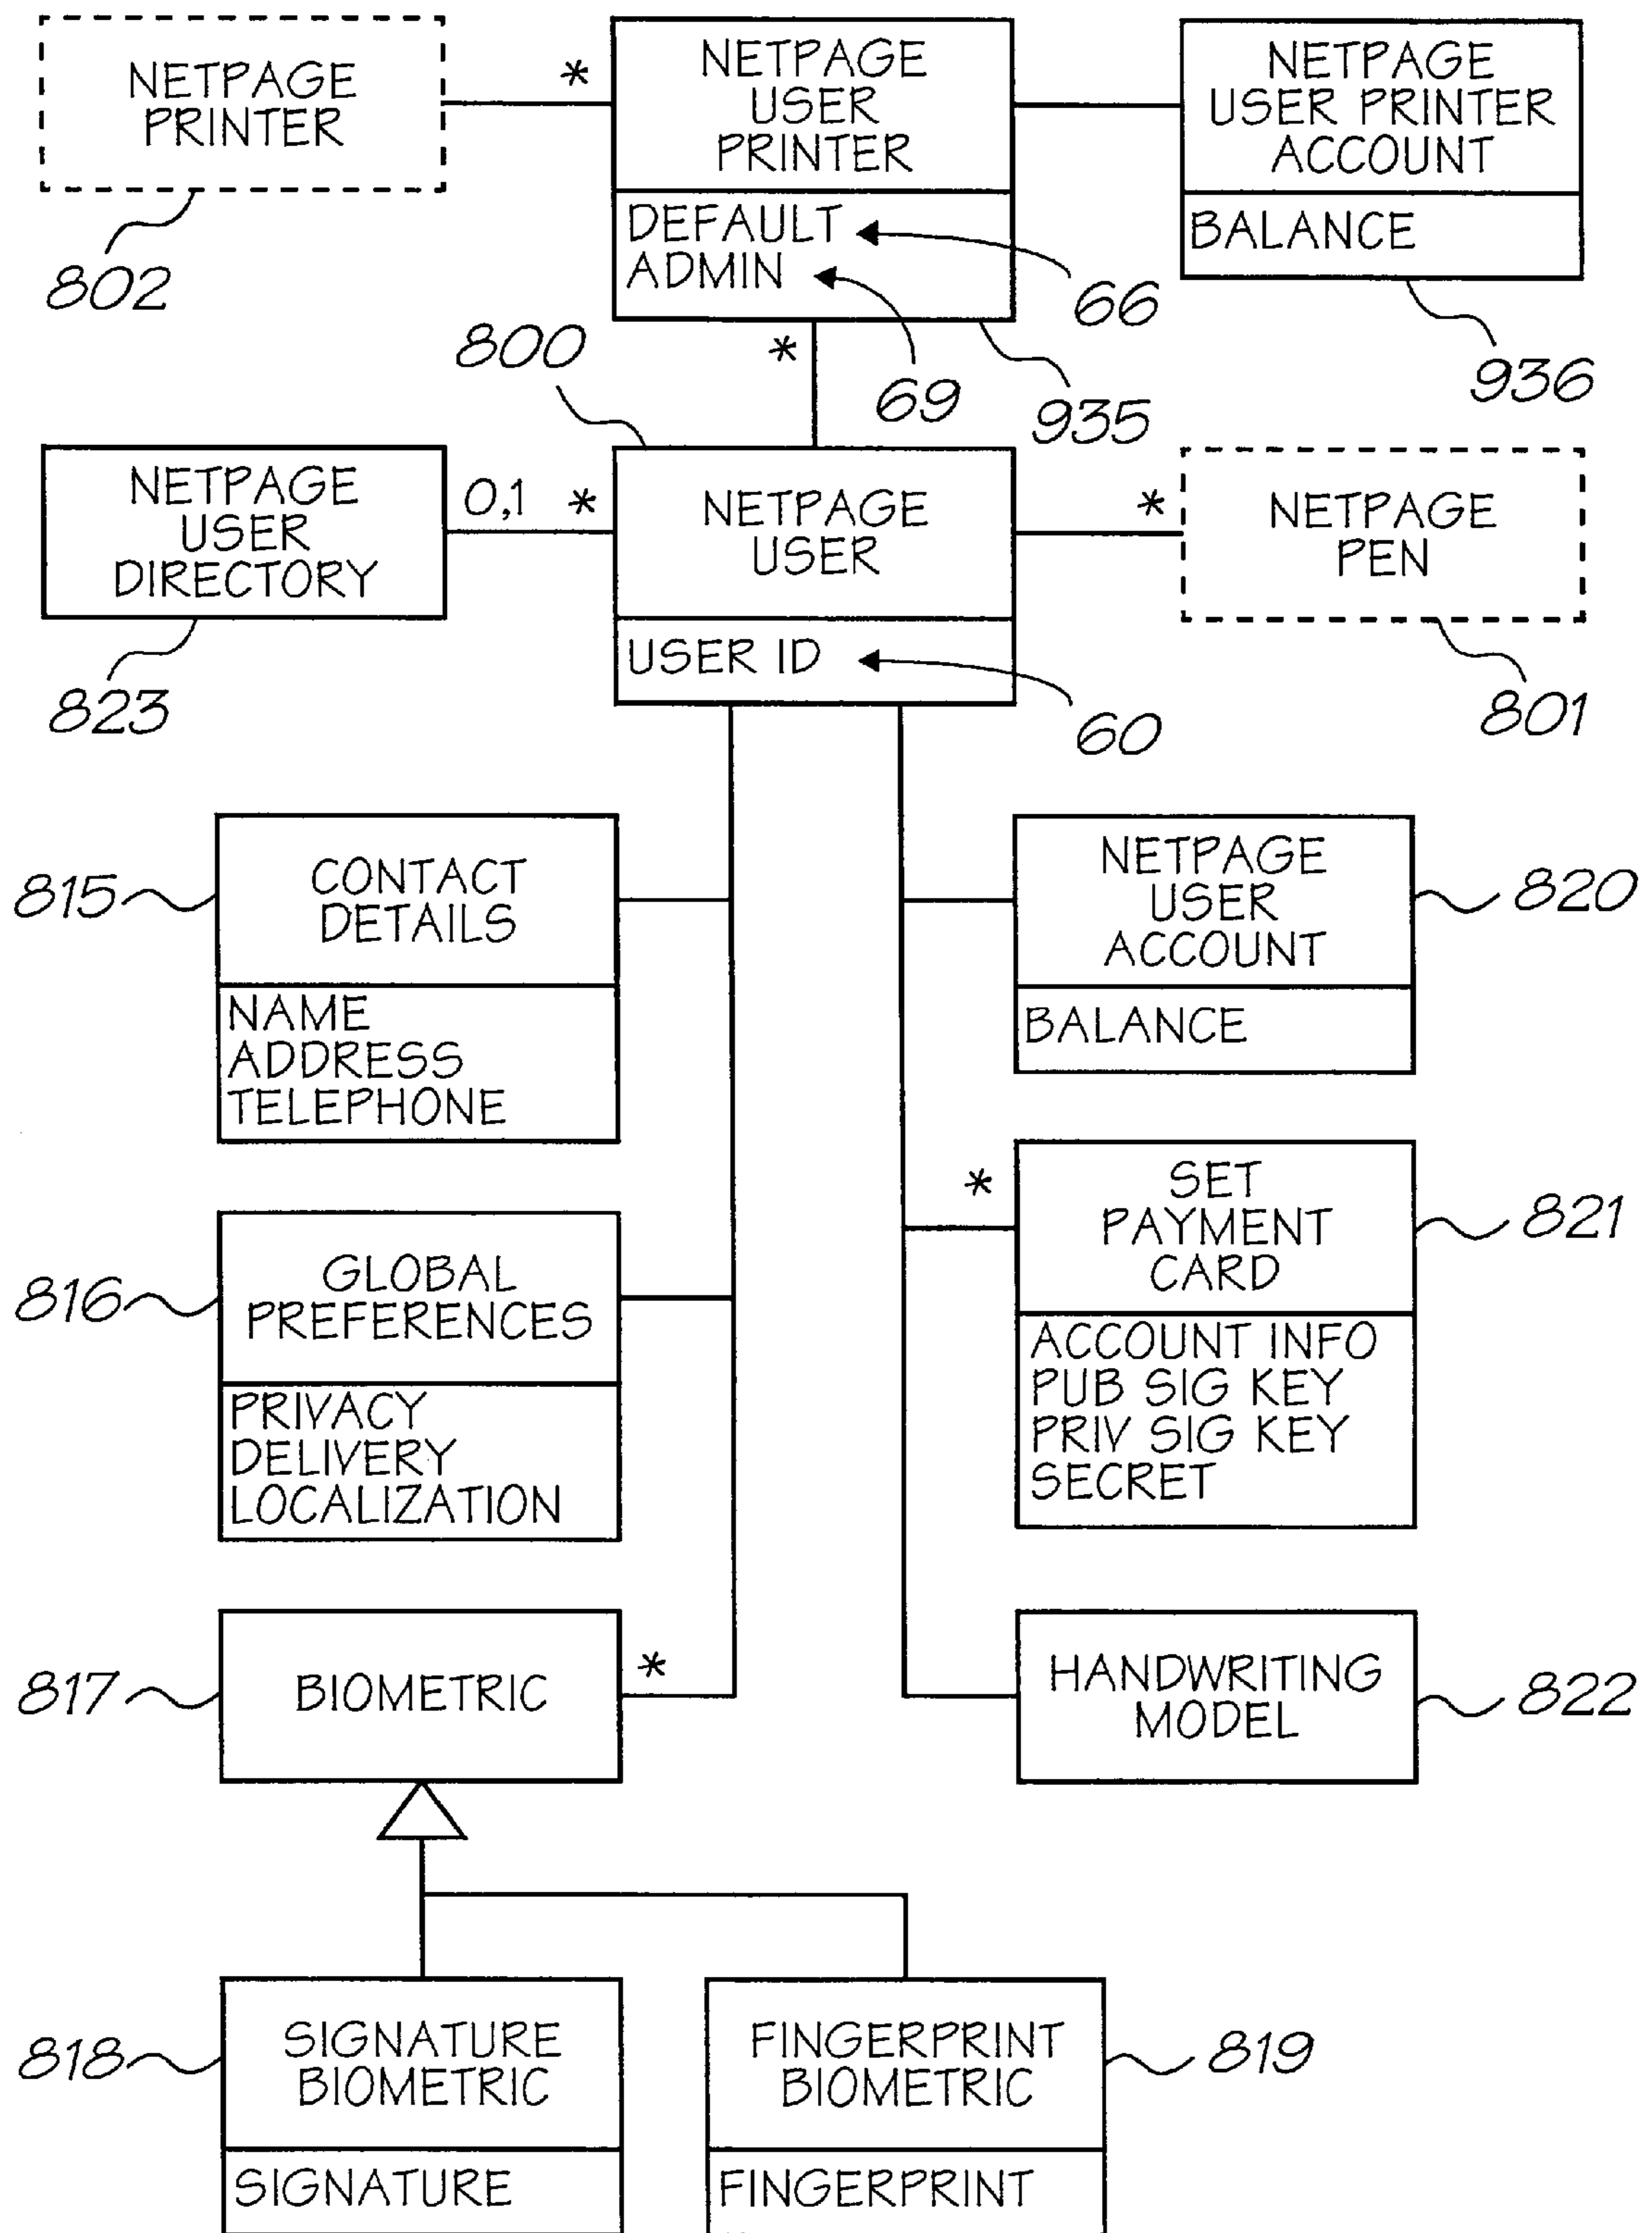 NETPAGE
PRINTER
802
*
NETPAGE
USER
PRINTER
DEFAULT
ADMIN
66
69
935
NETPAGE
USER PRINTER
ACCOUNT
BALANCE
936
*
800
NETPAGE
USER
DIRECTORY
823
0,1 *
NETPAGE
USER
USER ID
60
*
NETPAGE
PEN
801
815
CONTACT
DETAILS
NAME
ADDRESS
TELEPHONE
NETPAGE
USER
ACCOUNT
BALANCE
820
816
GLOBAL
PREFERENCES
PRIVACY
DELIVERY
LOCALIZATION
*
SET
PAYMENT
CARD
ACCOUNT INFO
PUB SIG KEY
PRIV SIG KEY
SECRET
821
817
BIOMETRIC
*
HANDWRITING
MODEL
822
818
SIGNATURE
BIOMETRIC
SIGNATURE
FINGERPRINT
BIOMETRIC
FINGERPRINT
819